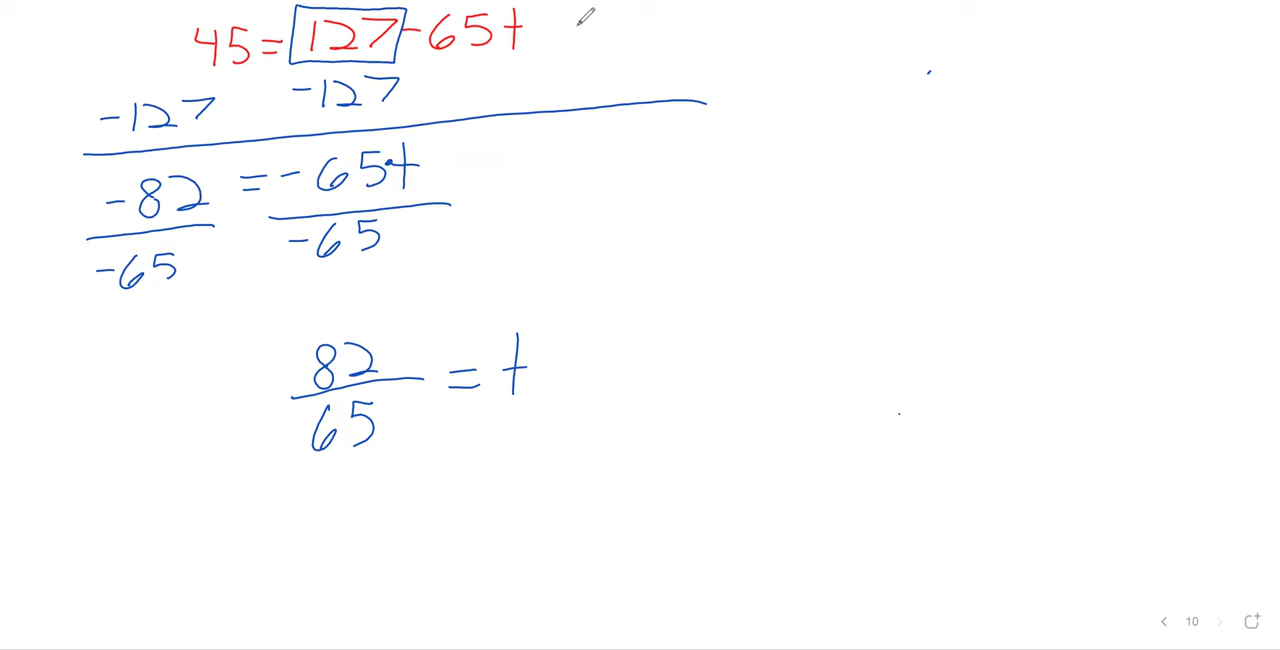 45 = 127 - 65t
-127 -127
-82 = -65t
-65 -65
82
65 = t
10